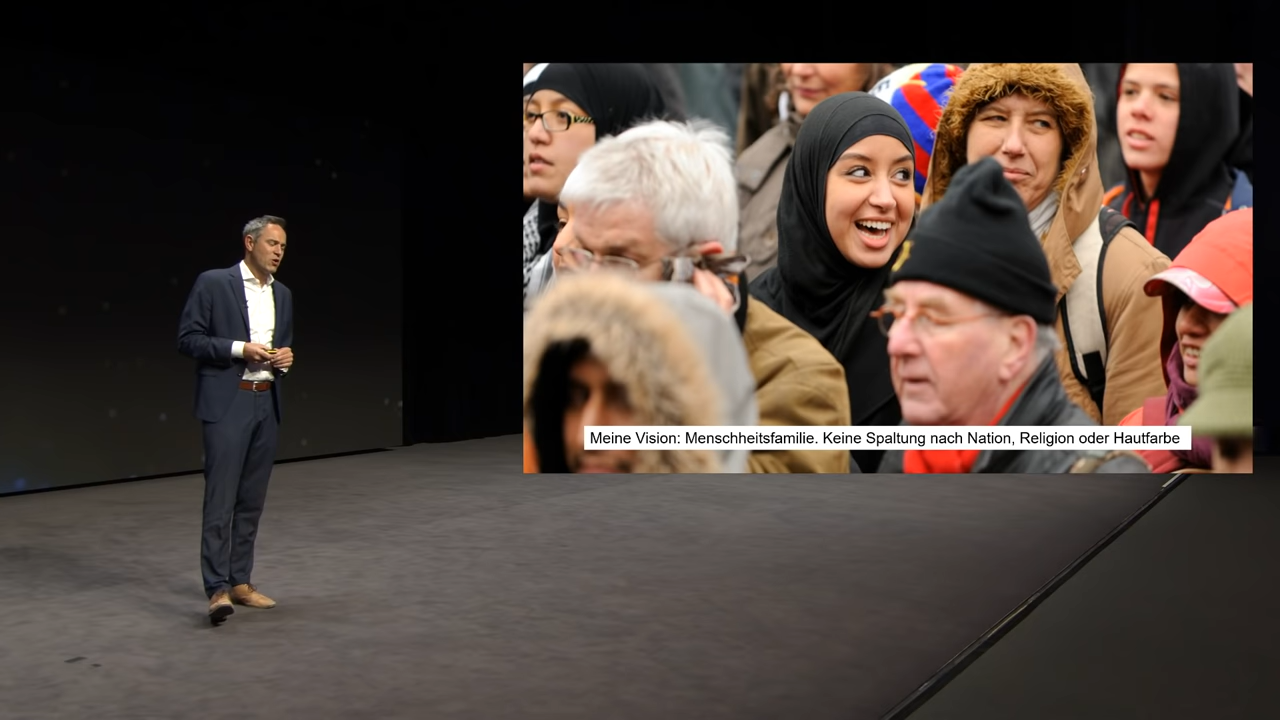 Meine Vision: Menschheitsfamilie. Keine Spaltung nach Nation, Religion oder Hautfarbe